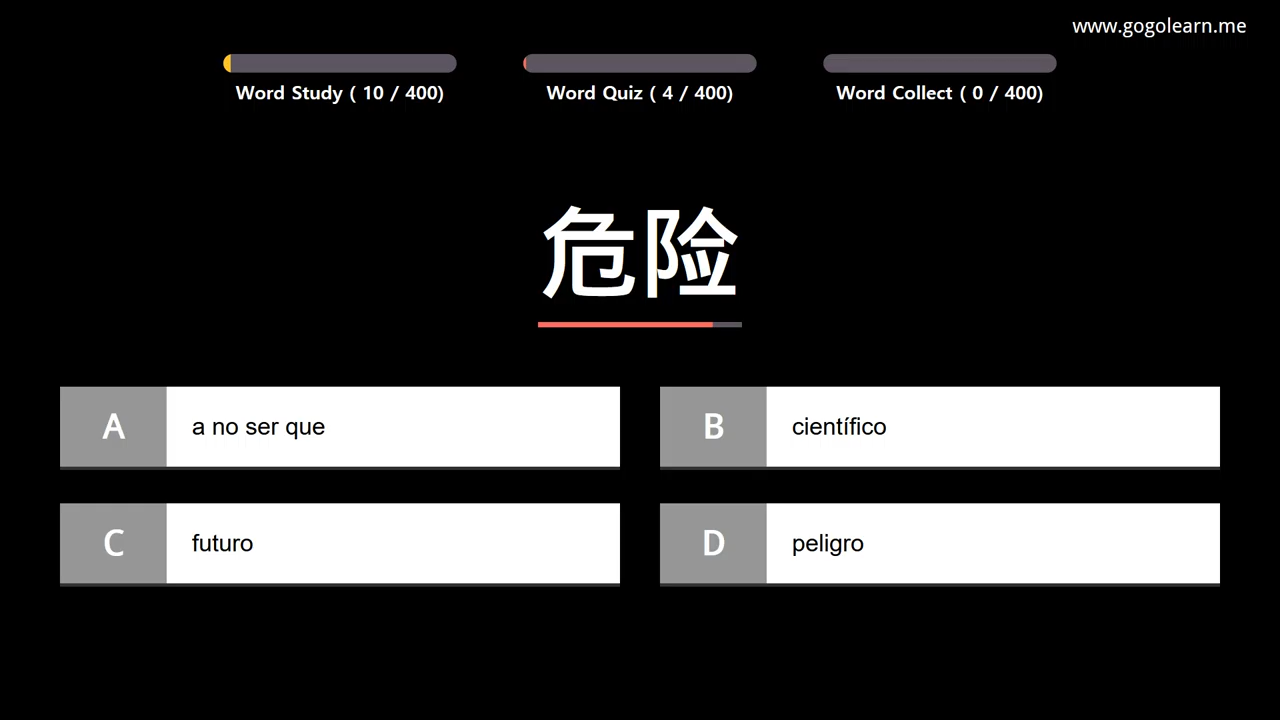 www.gogolearn.me
Word Study ( 10 / 400)
Word Quiz ( 4 / 400)
Word Collect ( 0 / 400)
危险
A
a no ser que
B
científico
C
futuro
D
peligro